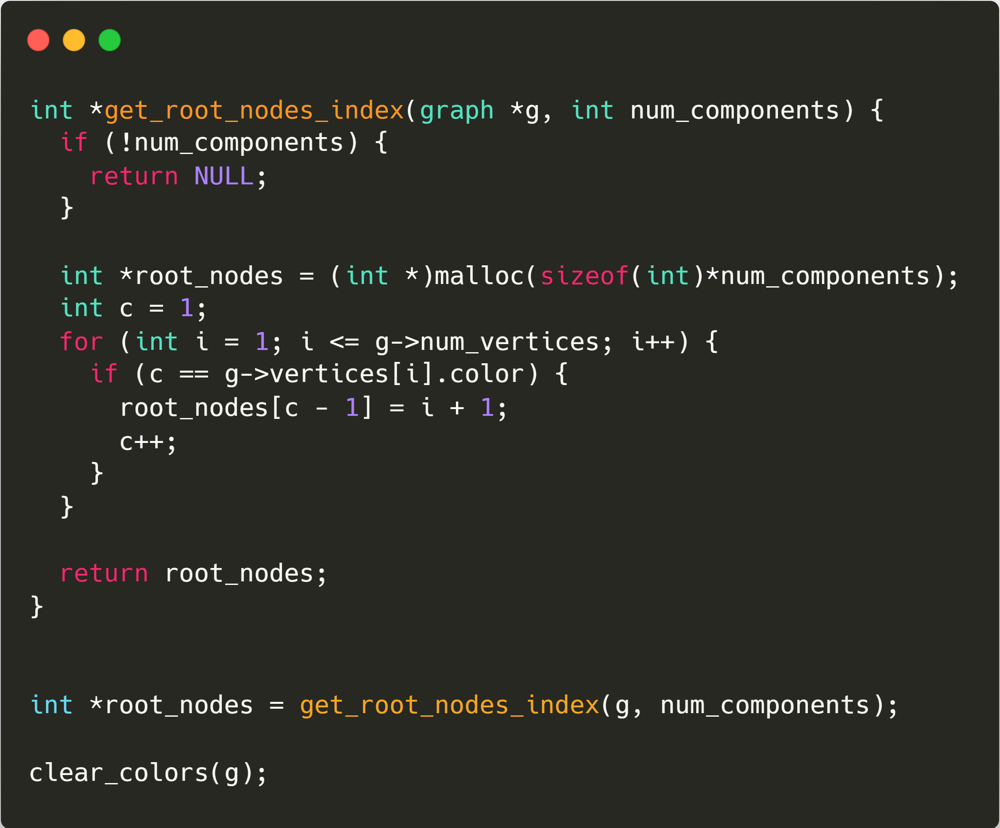 int *get_root_nodes_index(graph *g, int num_components) {
  if (!num_components) {
    return NULL;
  }

  int *root_nodes = (int *)malloc(sizeof(int)*num_components);
  int c = 1;
  for (int i = 1; i <= g->num_vertices; i++) {
    if (c == g->vertices[i].color) {
      root_nodes[c - 1] = i + 1;
      c++;
    }
  }

  return root_nodes;
}

int *root_nodes = get_root_nodes_index(g, num_components);

clear_colors(g);